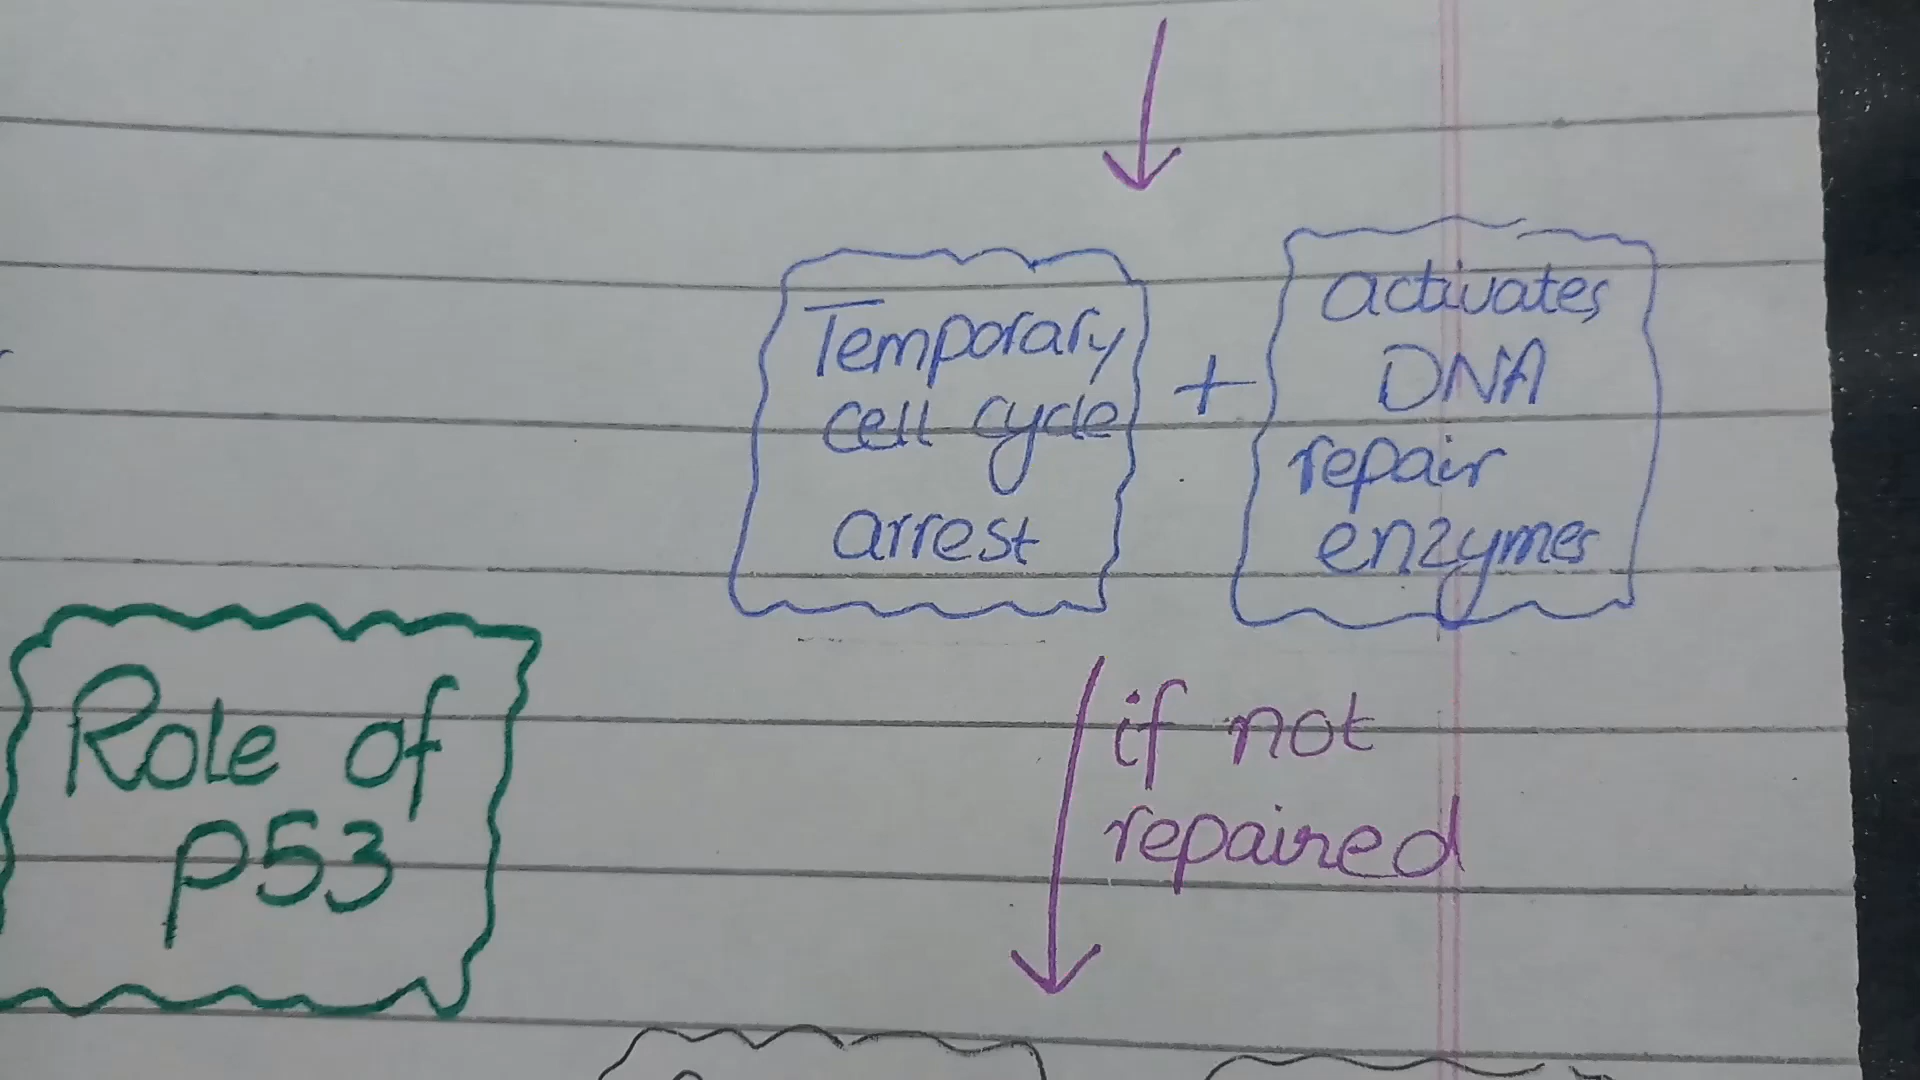 Temporary
cell cycle
arrest
+
activates
DNA
repair
enzymes
Role of
p53
if not
repaired